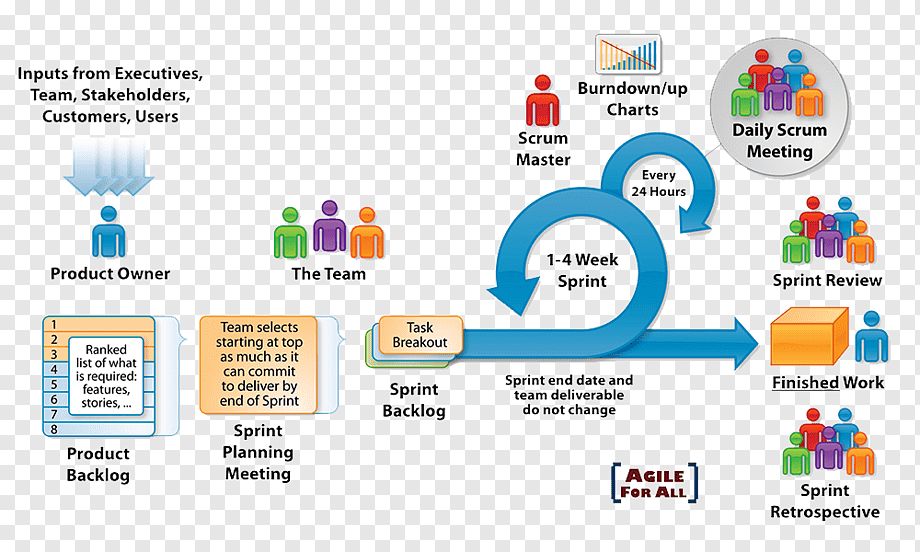 Inputs from Executives,
Team, Stakeholders,
Customers, Users
Product Owner
The Team
Scrum
Master
Burndown/up
Charts
Daily Scrum
Meeting
Every
24 Hours
1-4 Week
Sprint
Sprint Review
1
2
3
4
5
6
7
8
Ranked
list of what
is required:
features,
stories, ...
Product
Backlog
Team selects
starting at top
as much as it
can commit
to deliver by
end of Sprint
Sprint
Planning
Meeting
Task
Breakout
Sprint
Backlog
Sprint end date and
team deliverable
do not change
Finished Work
Sprint
Retrospective
AGILE
FOR ALL